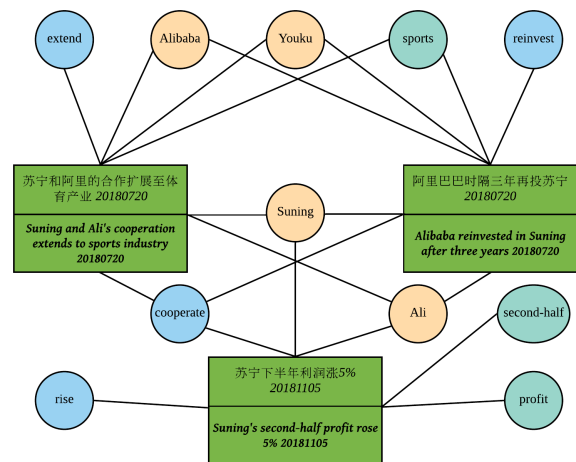 extend
Alibaba
Youku
sports
reinvest
苏宁和阿里的合作扩展至体
育产业 20180720
Suning and Ali's cooperation
extends to sports industry
20180720
阿里巴巴时隔三年再投苏宁
20180720
Alibaba reinvested in Suning
after three years 20180720
Suning
cooperate
Ali
second-half
苏宁下半年利润涨5%
20181105
Suning's second-half profit rose
5% 20181105
rise
profit